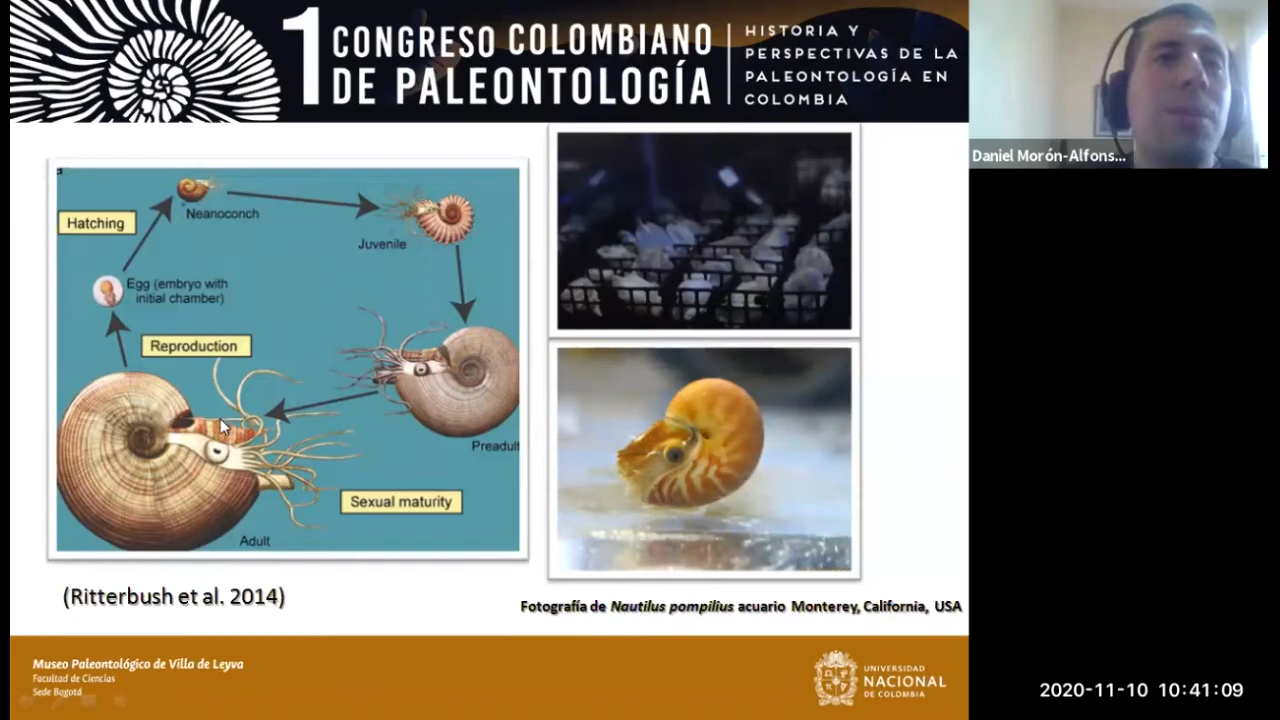 1 CONGRESO COLOMBIANO
DE PALEONTOLOGÍA
HISTORIA Y
PERSPECTIVAS DE LA
PALEONTOLOGÍA EN
COLOMBIA
Daniel Morón-Alfons...
a
Hatching
Neanoconch
Juvenile
Egg (embryo with
initial chamber)
Reproduction
Preadult
Sexual maturity
Adult
(Ritterbush et al. 2014)
Fotografía de Nautilus pompilius acuario Monterey, California, USA
Museo Paleontológico de Villa de Leyva
Facultad de Ciencias
Sede Bogotá
UNIVERSIDAD
NACIONAL
DE COLOMBIA
2020-11-10 10:41:09